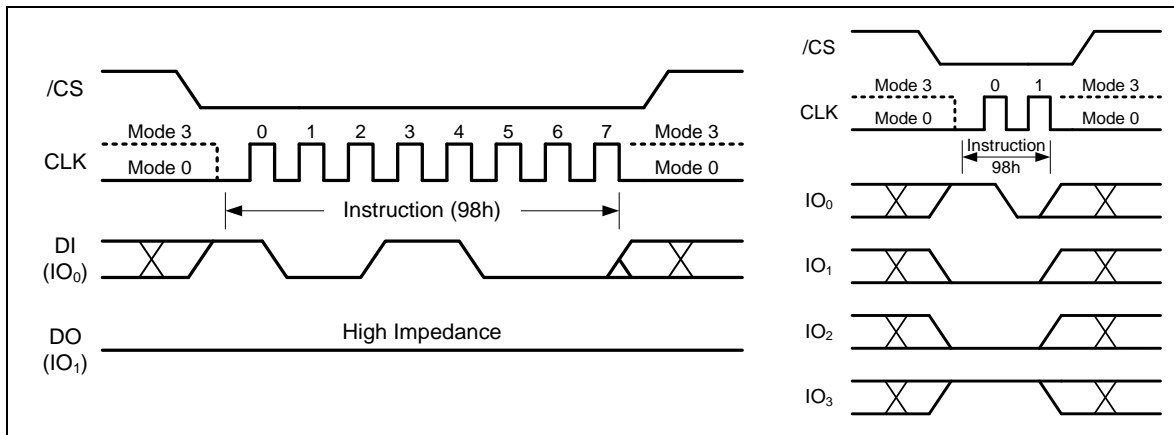 /CS
Mode 3
0 1 2 3 4 5 6 7
Mode 3
CLK
Mode 0
Mode 0
Instruction (98h)
DI
(IO₀)
High Impedance
DO
(IO₁)
/CS
Mode 3
0 1
Mode 3
CLK
Mode 0
Mode 0
Instruction
98h
IO₀
IO₁
IO₂
IO₃